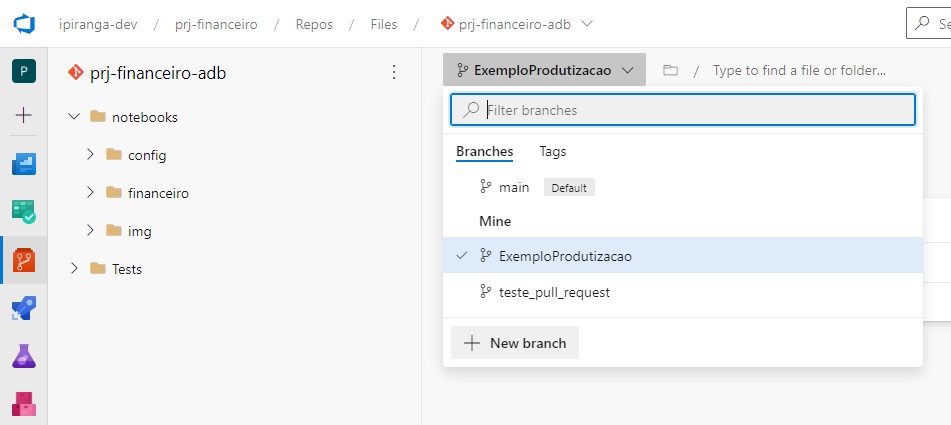 ipiranga-dev / prj-financeiro / Repos / Files / prj-financeiro-adb
Se
P
prj-financeiro-adb
ExemploProdutizacao
/ Type to find a file or folder...
notebooks
Filter branches
config
Branches Tags
financeiro
main Default
img
Mine
Tests
ExemploProdutizacao
teste_pull_request
New branch